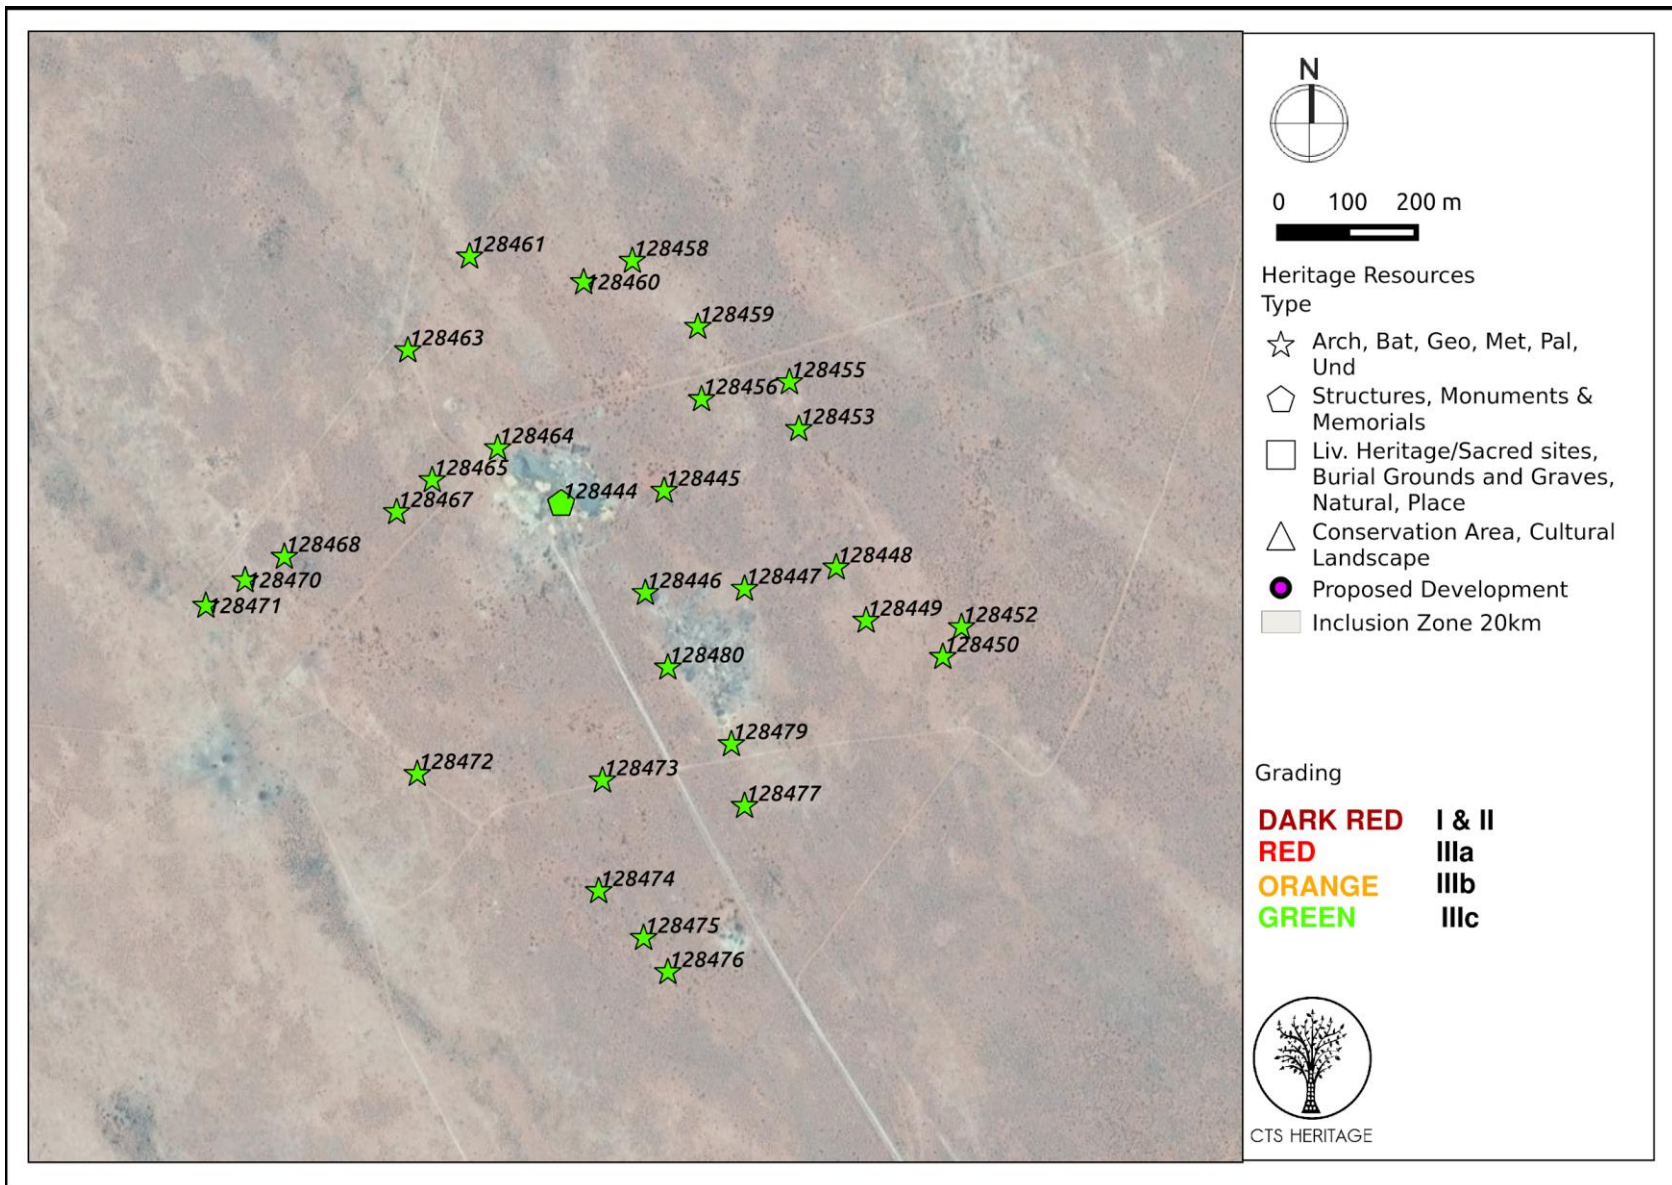 128461
128458
128460
128459
128463
128455
128456
128453
128464
128465
128445
128444
128467
128468
128448
128470
128446
128447
128471
128449
128452
128450
128480
128479
128472
128473
128477
128474
128475
128476
N
0 100 200 m
Heritage Resources
Type
Arch, Bat, Geo, Met, Pal,
Und
Structures, Monuments &
Memorials
Liv. Heritage/Sacred sites,
Burial Grounds and Graves,
Natural, Place
Conservation Area, Cultural
Landscape
Proposed Development
Inclusion Zone 20km
Grading
DARK RED I & II
RED IIIa
ORANGE IIIb
GREEN IIIc
CTS HERITAGE